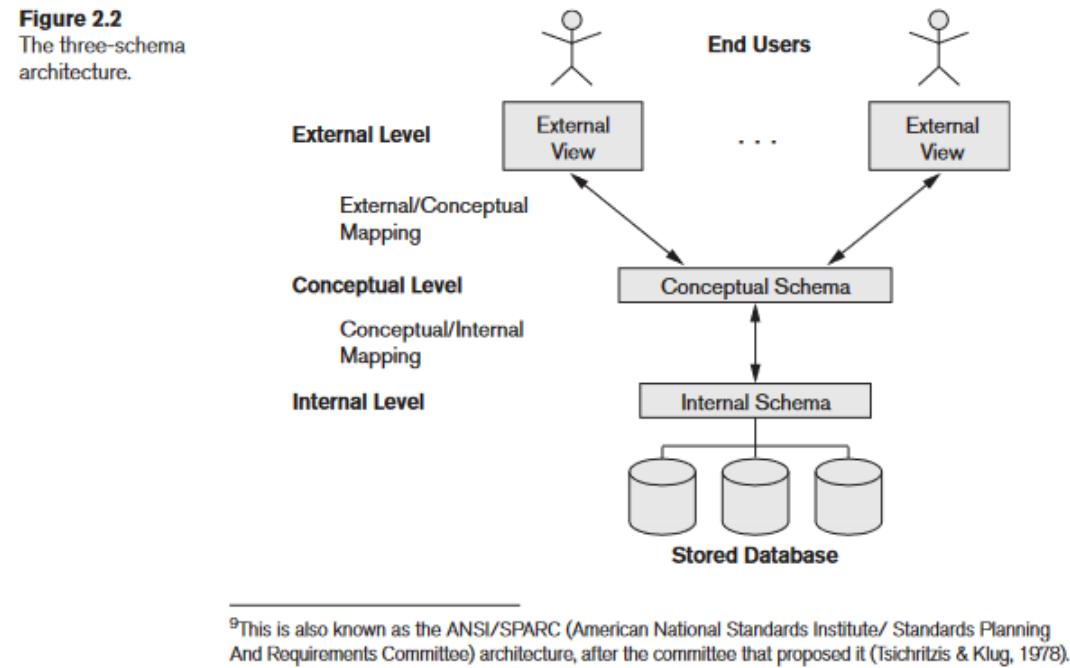 Figure 2.2
The three-schema
architecture.
End Users
External Level
External
View
. . .
External
View
External/Conceptual
Mapping
Conceptual Level
Conceptual Schema
Conceptual/Internal
Mapping
Internal Level
Internal Schema
Stored Database
9This is also known as the ANSI/SPARC (American National Standards Institute/ Standards Planning
And Requirements Committee) architecture, after the committee that proposed it (Tsichritzis & Klug, 1978).